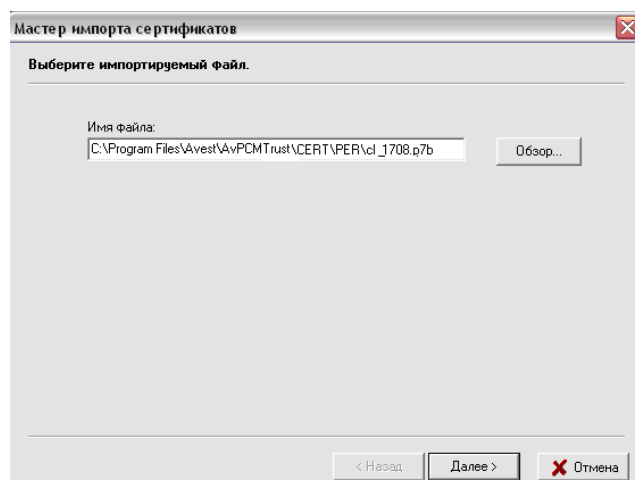 Мастер импорта сертификатов
Выберите импортируемый файл.
Имя файла:
C:\Program Files\Avest\AvPCMTrust\CERT\PER\cl_1708.p7b
Обзор...
< Назад
Далее >
Отмена